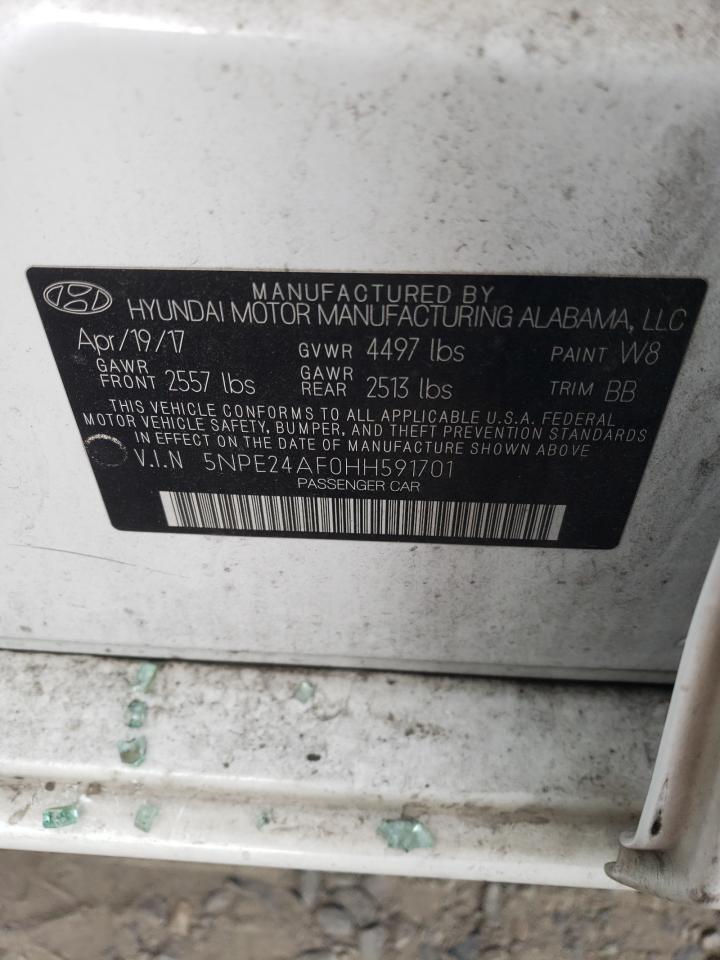 MANUFACTURED BY
HYUNDAI MOTOR MANUFACTURING ALABAMA, LLC
Apr/19/17 GVWR 4497 lbs PAINT W8
GAWR FRONT 2557 lbs GAWR REAR 2513 lbs TRIM BB
THIS VEHICLE CONFORMS TO ALL APPLICABLE U.S.A. FEDERAL
MOTOR VEHICLE SAFETY, BUMPER, AND THEFT PREVENTION STANDARDS
IN EFFECT ON THE DATE OF MANUFACTURE SHOWN ABOVE
V.I.N 5NPE24AF0HH591701
PASSENGER CAR